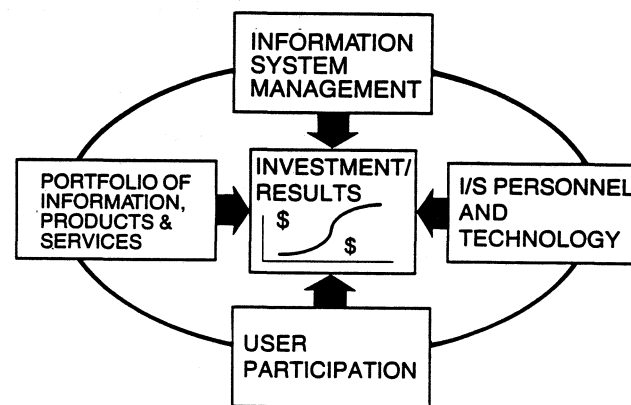 INFORMATION
SYSTEM
MANAGEMENT
PORTFOLIO OF
INFORMATION,
PRODUCTS &
SERVICES
INVESTMENT/
RESULTS
$
$
I/S PERSONNEL
AND
TECHNOLOGY
USER
PARTICIPATION